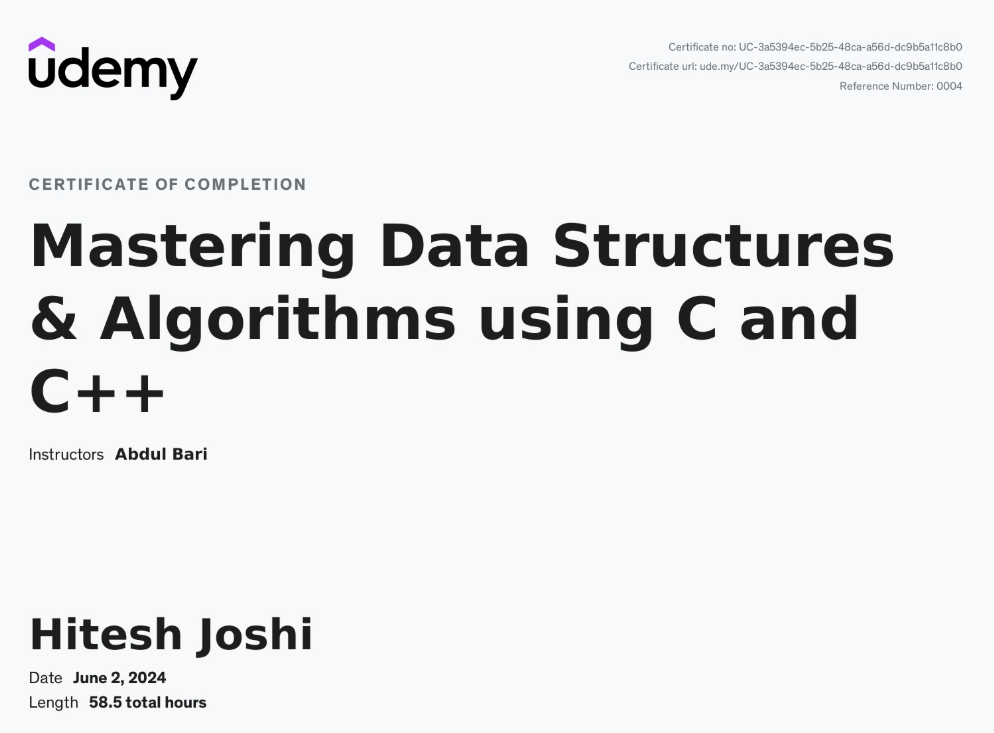 udemy
Certificate no: UC-3a5394ec-5b25-48ca-a56d-dc9b5a11c8b0
Certificate url: ude.my/UC-3a5394ec-5b25-48ca-a56d-dc9b5a11c8b0
Reference Number: 0004
CERTIFICATE OF COMPLETION
Mastering Data Structures
& Algorithms using C and
C++
Instructors Abdul Bari
Hitesh Joshi
Date June 2, 2024
Length 58.5 total hours